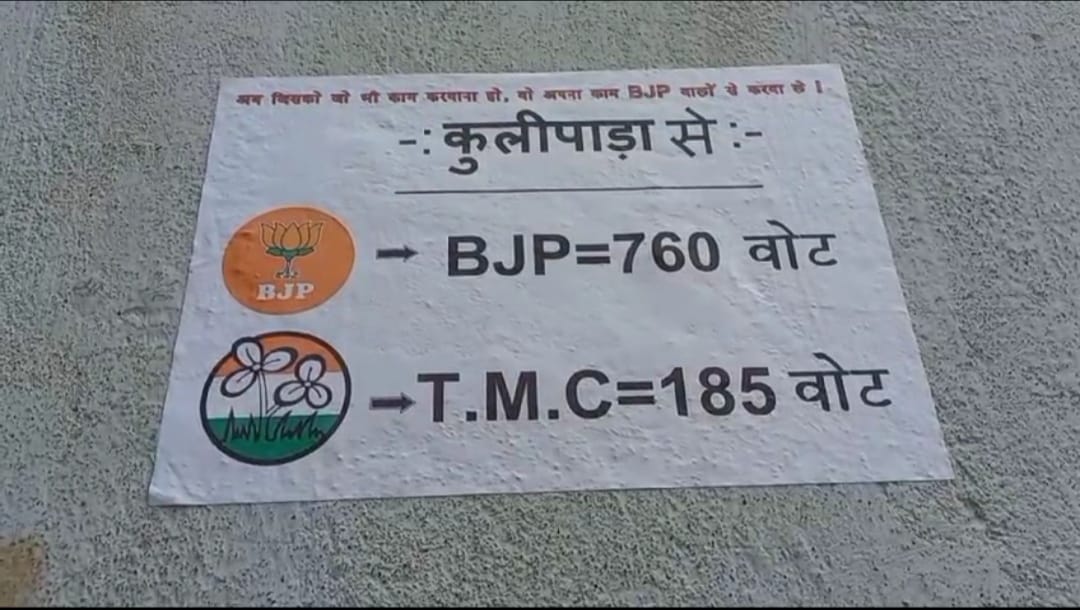 अब जिसको जो भी काम करवाना हो, वो अपना काम BJP वालों से करवा ले !
-: कुलीपाड़ा से :-
BJP
→ BJP=760 वोट
→T.M.C=185 वोट